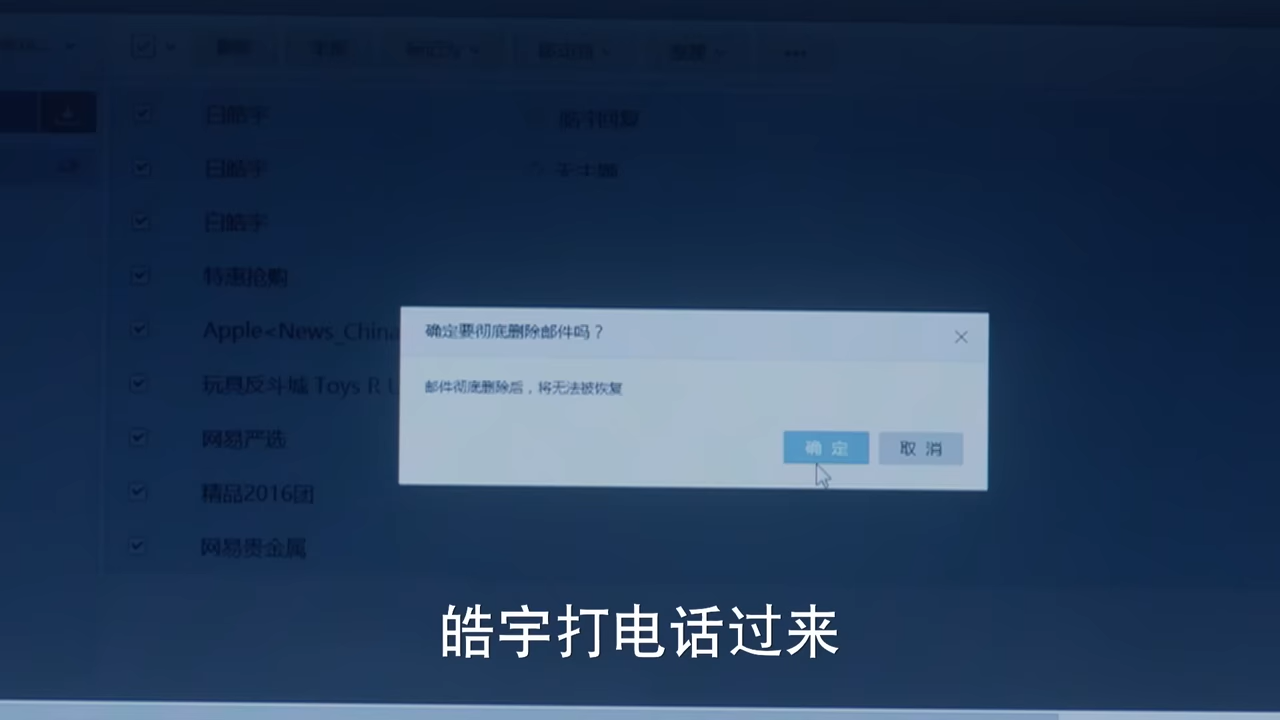 白皓宇
白皓宇
白皓宇
特惠抢购
Apple<News_China
玩具反斗城 Toys R U
网易严选
精品2016团
网易贵金属
确定要彻底删除邮件吗？
邮件彻底删除后，将无法被恢复
确 定
取 消
皓宇打电话过来